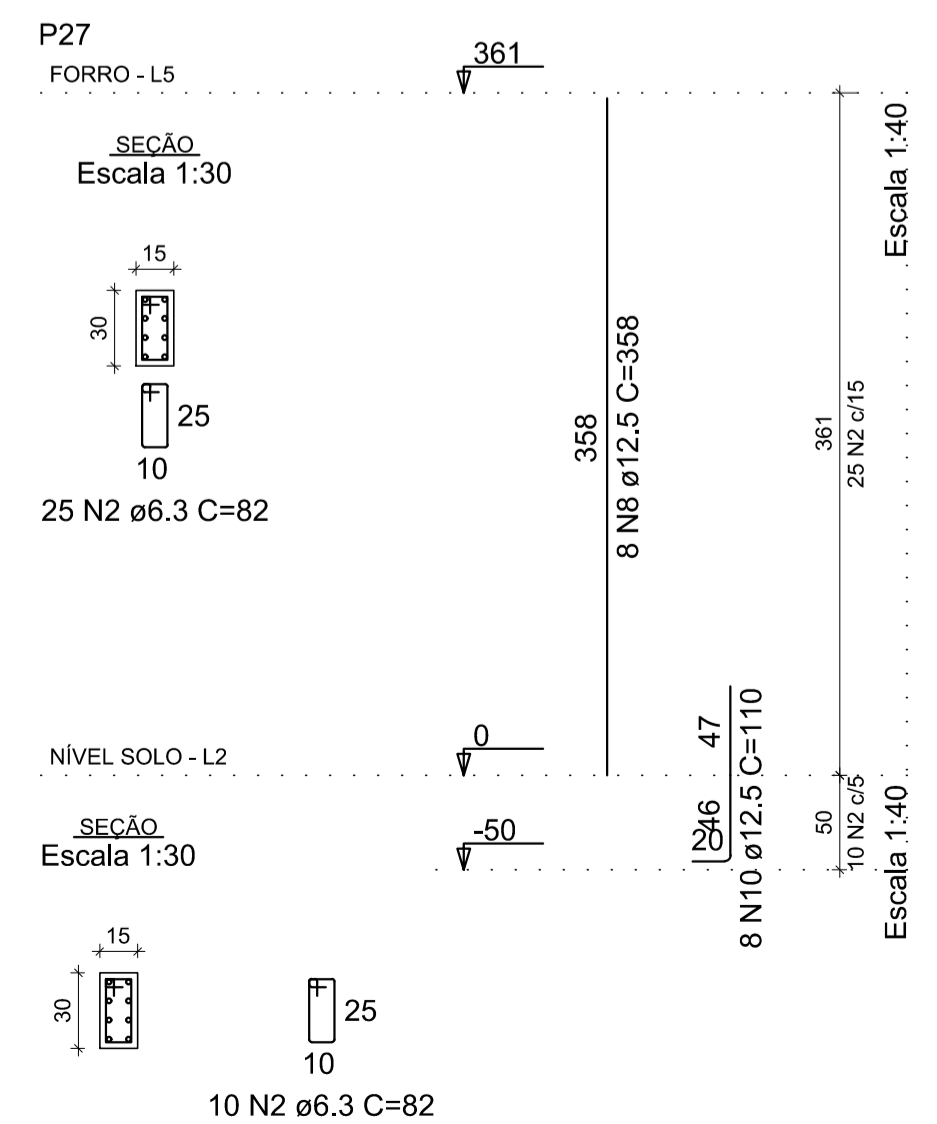 P27
FORRO - L5
361
SEÇÃO
Escala 1:30
Escala 1:40
15
30
25
10
25 N2 ø6.3 C=82
358
8 N8 ø12.5 C=358
361
25 N2 c/15
NÍVEL SOLO - L2
0
47
46
20
8 N10 ø12.5 C=110
50
10 N2 c/5
Escala 1:40
SEÇÃO
Escala 1:30
-50
15
30
25
10
10 N2 ø6.3 C=82